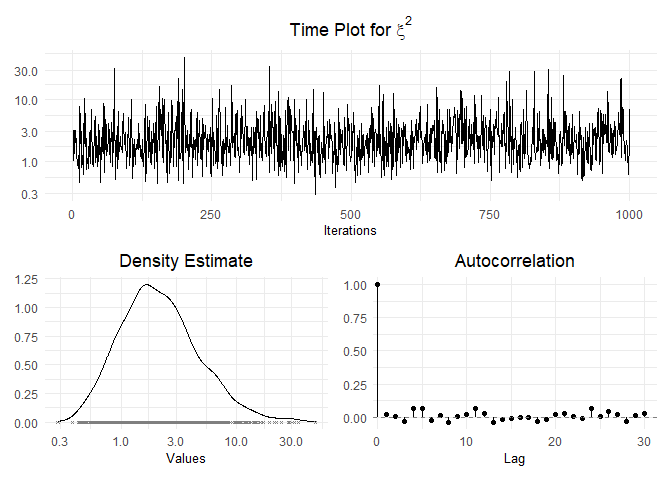 Time Plot for ξ²
30.0
10.0
3.0
1.0
0.3
0 250 500 750 1000
Iterations
Density Estimate
1.25
1.00
0.75
0.50
0.25
0.00
0.3 1.0 3.0 10.0 30.0
Values
Autocorrelation
1.00
0.75
0.50
0.25
0.00
0 10 20 30
Lag